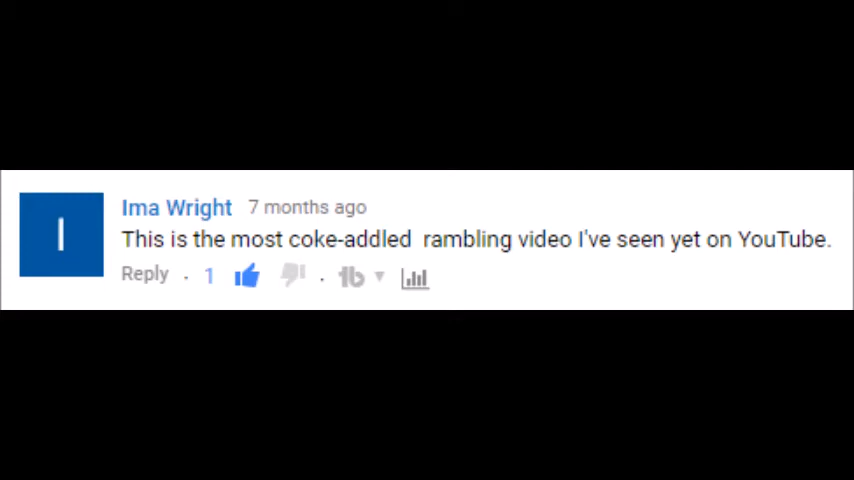 I
Ima Wright 7 months ago
This is the most coke-addled  rambling video I've seen yet on YouTube.
Reply · 1 · tb